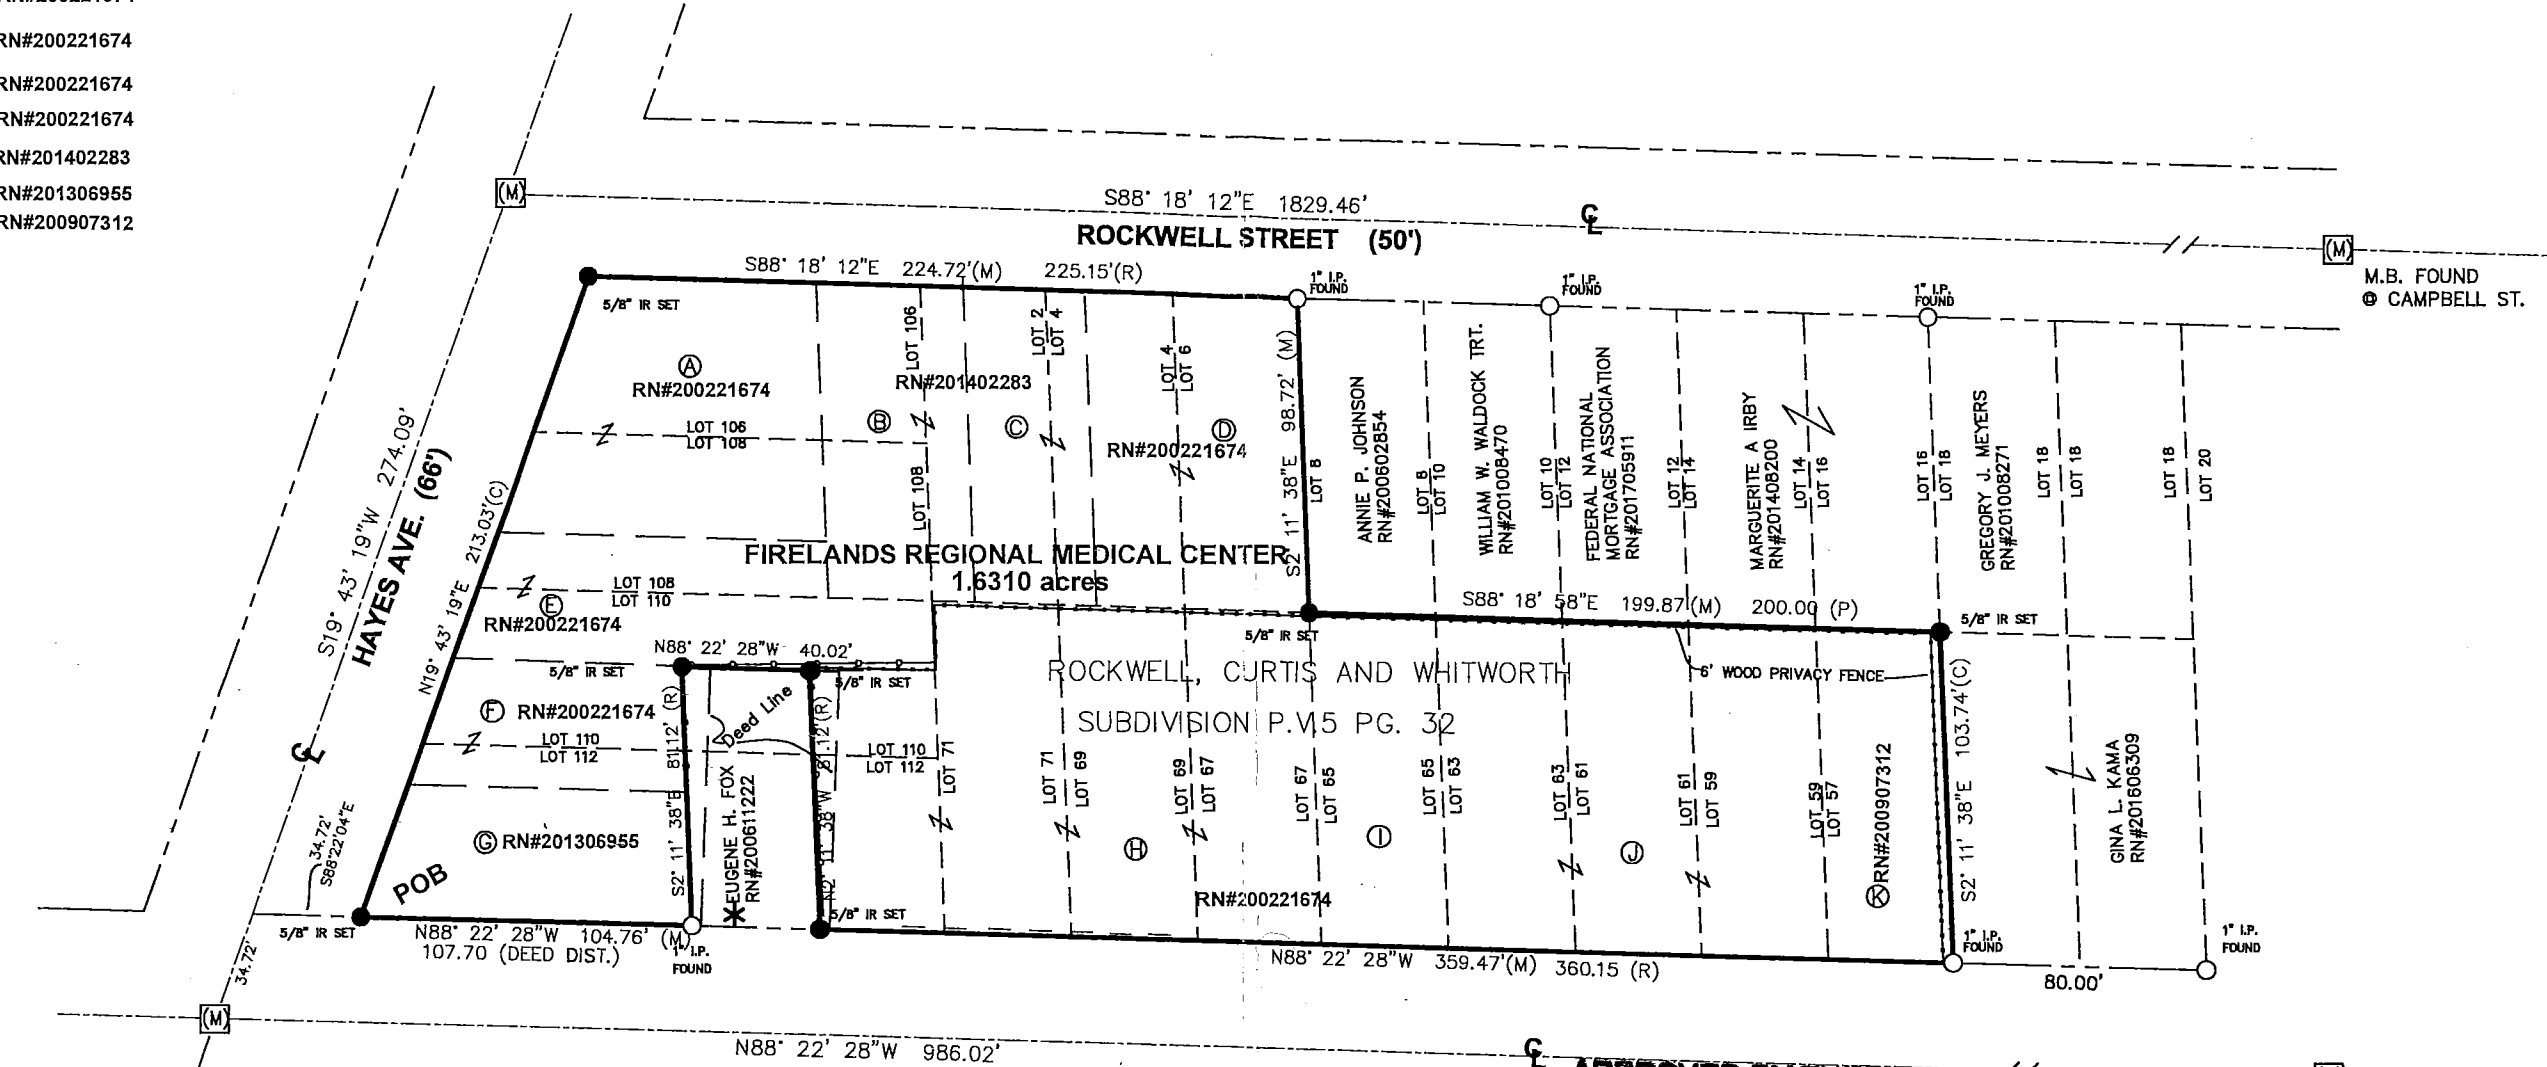 RN#200221674
RN#200221674
RN#200221674
RN#201402283
RN#201306955
RN#200907312
(M)
S88° 18' 12"E 1829.46'
ROCKWELL STREET (50')
(M)
M.B. FOUND
@ CAMPBELL ST.
S88° 18' 12"E 224.72'(M) 225.15'(R)
5/8" IR SET
1" I.P.
FOUND
1" I.P.
FOUND
1" I.P.
FOUND
A
RN#200221674
LOT 106
LOT 108
B
LOT 106
LOT 108
RN#201402283
C
LOT 2
LOT 4
LOT 4
LOT 6
D
RN#200221674
S2° 11' 38"E 98.72' (M)
LOT 8
ANNIE P. JOHNSON
RN#200602854
LOT 8
LOT 10
WILLIAM W. WALDOCK TRT.
RN#201008470
LOT 10
LOT 12
FEDERAL NATIONAL
MORTGAGE ASSOCIATION
RN#201705911
LOT 12
LOT 14
MARGUERITE A IRBY
RN#201408200
LOT 14
LOT 16
LOT 16
LOT 18
GREGORY J. MEYERS
RN#201008271
LOT 18
LOT 18
LOT 18
LOT 20
S19° 43' 19"W 274.09'
HAYES AVE. (66')
N19° 43' 19"E 213.03'(C)
FIRELANDS REGIONAL MEDICAL CENTER
1.6310 acres
LOT 108
LOT 110
E
RN#200221674
S88° 18' 58"E 199.87'(M) 200.00 (P)
5/8" IR SET
5/8" IR SET
N88° 22' 28"W 40.02'
5/8" IR SET
5/8" IR SET
ROCKWELL, CURTIS AND WHITWORTH
SUBDIVISION P.V.5 PG. 32
6' WOOD PRIVACY FENCE
F
RN#200221674
LOT 110
LOT 112
S2° 11' 38"E 81.12' (R)
Deed Line
EUGENE H. FOX
RN#200611222
N2° 11' 38"W 81.12'(R)
LOT 110
LOT 112
LOT 71
LOT 71
LOT 69
LOT 69
LOT 67
LOT 67
LOT 65
LOT 65
LOT 63
LOT 63
LOT 61
LOT 61
LOT 59
LOT 59
LOT 57
S2° 11' 38"E 103.74'(C)
GINA L. KAMA
RN#201606309
G
RN#201306955
H
I
J
K
RN#200907312
RN#200221674
34.72'
S88°22'04"E
POB
5/8" IR SET
N88° 22' 28"W 104.76' (M)
107.70 (DEED DIST.)
1" I.P.
FOUND
5/8" IR SET
N88° 22' 28"W 359.47'(M) 360.15 (R)
1" I.P.
FOUND
80.00'
1" I.P.
FOUND
34.72'
(M)
N88° 22' 28"W 986.02'